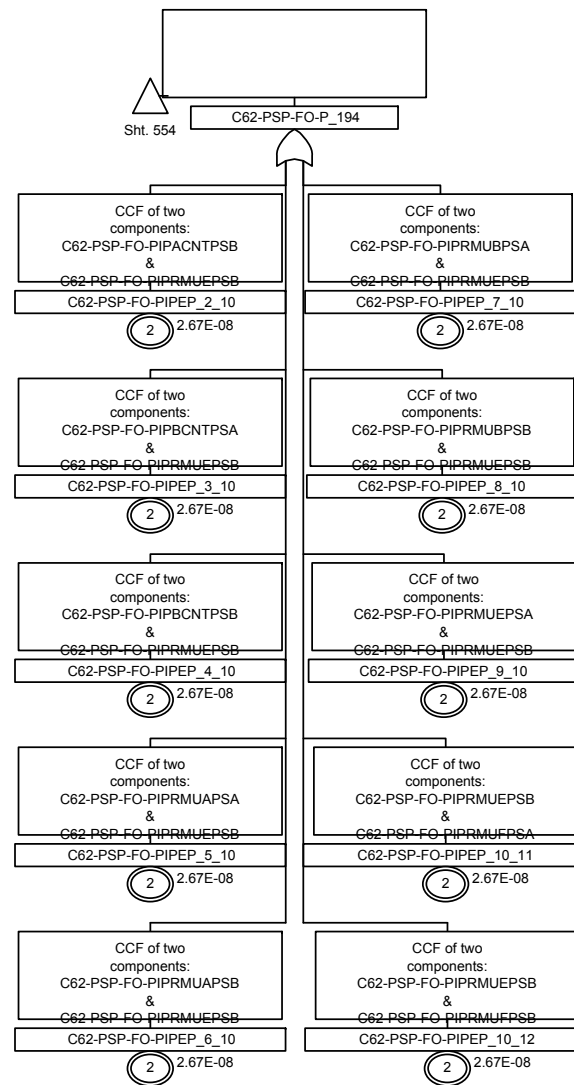 C62-PSP-FO-P_194
Sht. 554
CCF of two
components:
C62-PSP-FO-PIPACNTPSB
&
C62-PSP-FO-PIPRMUEPSB
C62-PSP-FO-PIPEP_2_10
2
2.67E-08
CCF of two
components:
C62-PSP-FO-PIPRMUBPSA
&
C62-PSP-FO-PIPRMUEPSB
C62-PSP-FO-PIPEP_7_10
2
2.67E-08
CCF of two
components:
C62-PSP-FO-PIPBCNTPSA
&
C62-PSP-FO-PIPRMUEPSB
C62-PSP-FO-PIPEP_3_10
2
2.67E-08
CCF of two
components:
C62-PSP-FO-PIPRMUBPSB
&
C62-PSP-FO-PIPRMUEPSB
C62-PSP-FO-PIPEP_8_10
2
2.67E-08
CCF of two
components:
C62-PSP-FO-PIPBCNTPSB
&
C62-PSP-FO-PIPRMUEPSB
C62-PSP-FO-PIPEP_4_10
2
2.67E-08
CCF of two
components:
C62-PSP-FO-PIPRMUEPSA
&
C62-PSP-FO-PIPRMUEPSB
C62-PSP-FO-PIPEP_9_10
2
2.67E-08
CCF of two
components:
C62-PSP-FO-PIPRMUAPSA
&
C62-PSP-FO-PIPRMUEPSB
C62-PSP-FO-PIPEP_5_10
2
2.67E-08
CCF of two
components:
C62-PSP-FO-PIPRMUEPSB
&
C62-PSP-FO-PIPRMUFPSA
C62-PSP-FO-PIPEP_10_11
2
2.67E-08
CCF of two
components:
C62-PSP-FO-PIPRMUAPSB
&
C62-PSP-FO-PIPRMUEPSB
C62-PSP-FO-PIPEP_6_10
2
2.67E-08
CCF of two
components:
C62-PSP-FO-PIPRMUEPSB
&
C62-PSP-FO-PIPRMUFPSB
C62-PSP-FO-PIPEP_10_12
2
2.67E-08